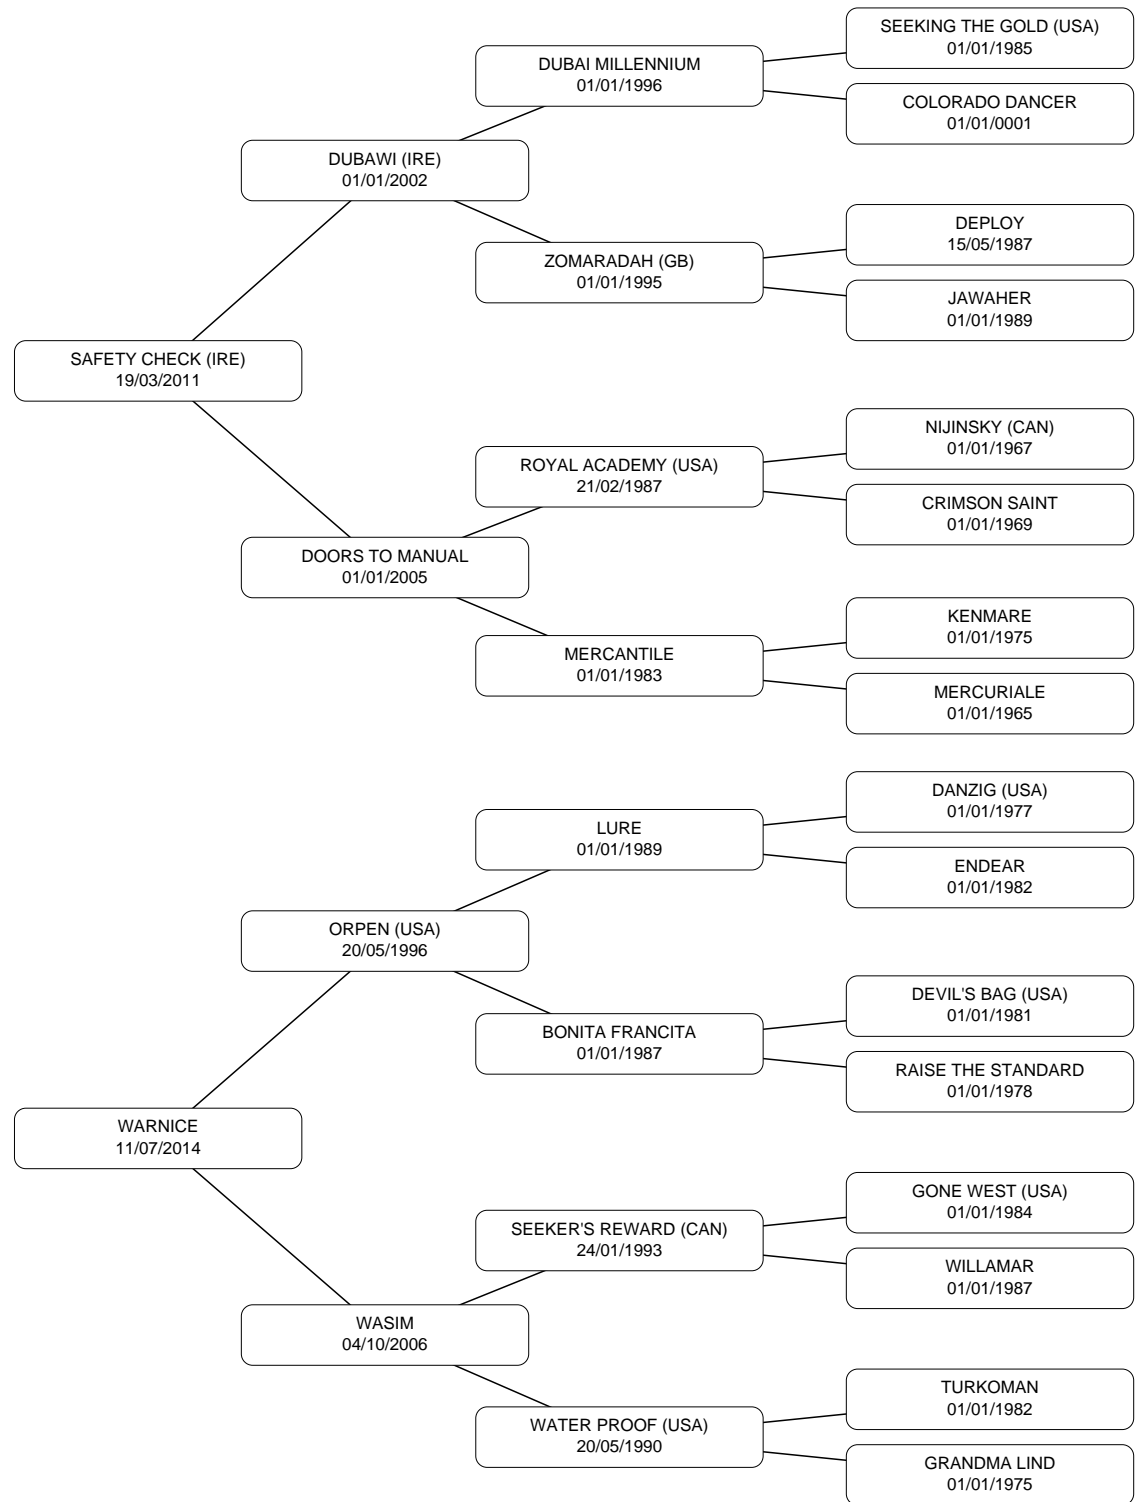 SEEKING THE GOLD (USA)
01/01/1985
DUBAI MILLENNIUM
01/01/1996
COLORADO DANCER
01/01/0001
DUBAWI (IRE)
01/01/2002
DEPLOY
15/05/1987
ZOMARADAH (GB)
01/01/1995
JAWAHER
01/01/1989
SAFETY CHECK (IRE)
19/03/2011
NIJINSKY (CAN)
01/01/1967
ROYAL ACADEMY (USA)
21/02/1987
CRIMSON SAINT
01/01/1969
DOORS TO MANUAL
01/01/2005
KENMARE
01/01/1975
MERCANTILE
01/01/1983
MERCURIALE
01/01/1965
DANZIG (USA)
01/01/1977
LURE
01/01/1989
ENDEAR
01/01/1982
ORPEN (USA)
20/05/1996
DEVIL'S BAG (USA)
01/01/1981
BONITA FRANCITA
01/01/1987
RAISE THE STANDARD
01/01/1978
WARNICE
11/07/2014
GONE WEST (USA)
01/01/1984
SEEKER'S REWARD (CAN)
24/01/1993
WILLAMAR
01/01/1987
WASIM
04/10/2006
TURKOMAN
01/01/1982
WATER PROOF (USA)
20/05/1990
GRANDMA LIND
01/01/1975